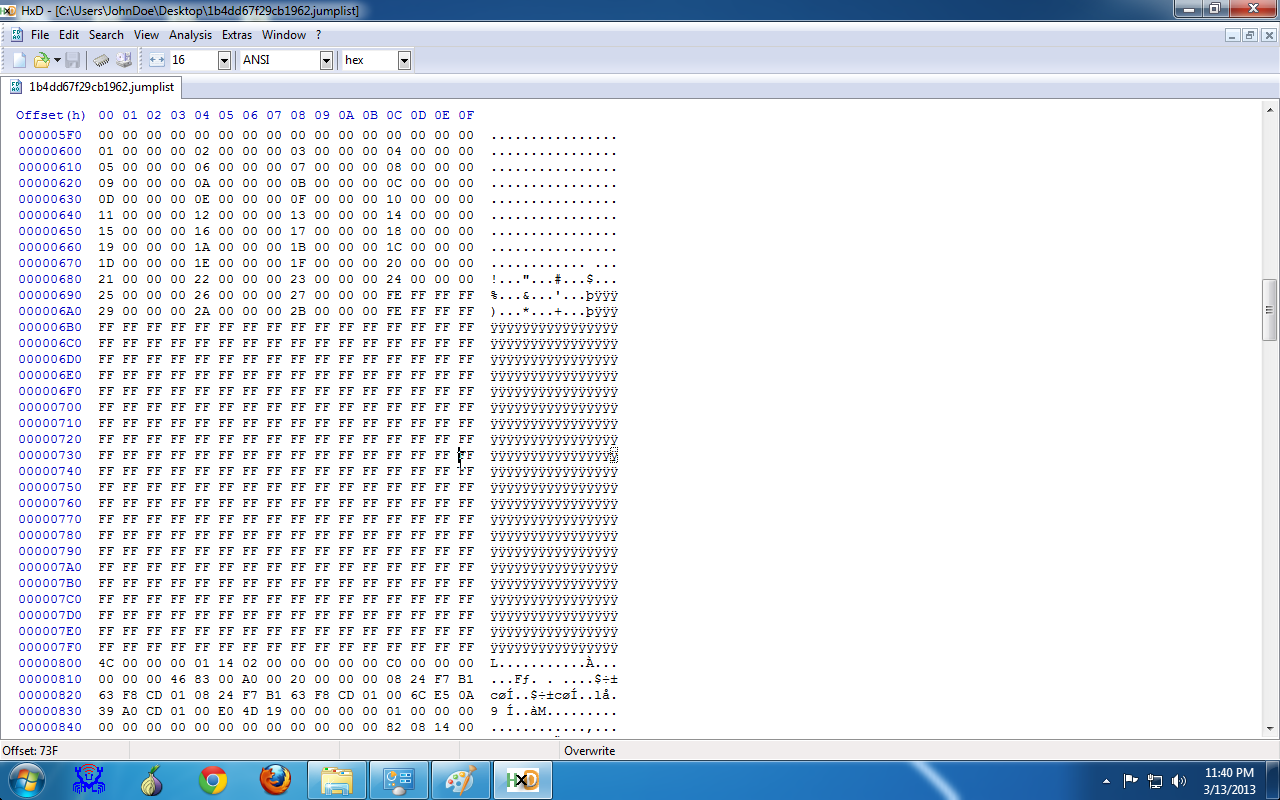 HxD - [C:\Users\JohnDoe\Desktop\1b4dd67f29cb1962.jumplist]
File Edit Search View Analysis Extras Window ?
16 ANSI hex
1b4dd67f29cb1962.jumplist
Offset(h) 00 01 02 03 04 05 06 07 08 09 0A 0B 0C 0D 0E 0F
000005F0 00 00 00 00 00 00 00 00 00 00 00 00 00 00 00 00 ................
00000600 01 00 00 00 02 00 00 00 03 00 00 00 04 00 00 00 ................
00000610 05 00 00 00 06 00 00 00 07 00 00 00 08 00 00 00 ................
00000620 09 00 00 00 0A 00 00 00 0B 00 00 00 0C 00 00 00 ................
00000630 0D 00 00 00 0E 00 00 00 0F 00 00 00 10 00 00 00 ................
00000640 11 00 00 00 12 00 00 00 13 00 00 00 14 00 00 00 ................
00000650 15 00 00 00 16 00 00 00 17 00 00 00 18 00 00 00 ................
00000660 19 00 00 00 1A 00 00 00 1B 00 00 00 1C 00 00 00 ................
00000670 1D 00 00 00 1E 00 00 00 1F 00 00 00 20 00 00 00 ............ ...
00000680 21 00 00 00 22 00 00 00 23 00 00 00 24 00 00 00 !..."...#...$...
00000690 25 00 00 00 26 00 00 00 27 00 00 00 FE FF FF FF %...&...'...þÿÿÿ
000006A0 29 00 00 00 2A 00 00 00 2B 00 00 00 FE FF FF FF )...*...+...þÿÿÿ
000006B0 FF FF FF FF FF FF FF FF FF FF FF FF FF FF FF FF ÿÿÿÿÿÿÿÿÿÿÿÿÿÿÿÿ
000006C0 FF FF FF FF FF FF FF FF FF FF FF FF FF FF FF FF ÿÿÿÿÿÿÿÿÿÿÿÿÿÿÿÿ
000006D0 FF FF FF FF FF FF FF FF FF FF FF FF FF FF FF FF ÿÿÿÿÿÿÿÿÿÿÿÿÿÿÿÿ
000006E0 FF FF FF FF FF FF FF FF FF FF FF FF FF FF FF FF ÿÿÿÿÿÿÿÿÿÿÿÿÿÿÿÿ
000006F0 FF FF FF FF FF FF FF FF FF FF FF FF FF FF FF FF ÿÿÿÿÿÿÿÿÿÿÿÿÿÿÿÿ
00000700 FF FF FF FF FF FF FF FF FF FF FF FF FF FF FF FF ÿÿÿÿÿÿÿÿÿÿÿÿÿÿÿÿ
00000710 FF FF FF FF FF FF FF FF FF FF FF FF FF FF FF FF ÿÿÿÿÿÿÿÿÿÿÿÿÿÿÿÿ
00000720 FF FF FF FF FF FF FF FF FF FF FF FF FF FF FF FF ÿÿÿÿÿÿÿÿÿÿÿÿÿÿÿÿ
00000730 FF FF FF FF FF FF FF FF FF FF FF FF FF FF FF FF ÿÿÿÿÿÿÿÿÿÿÿÿÿÿÿÿ
00000740 FF FF FF FF FF FF FF FF FF FF FF FF FF FF FF FF ÿÿÿÿÿÿÿÿÿÿÿÿÿÿÿÿ
00000750 FF FF FF FF FF FF FF FF FF FF FF FF FF FF FF FF ÿÿÿÿÿÿÿÿÿÿÿÿÿÿÿÿ
00000760 FF FF FF FF FF FF FF FF FF FF FF FF FF FF FF FF ÿÿÿÿÿÿÿÿÿÿÿÿÿÿÿÿ
00000770 FF FF FF FF FF FF FF FF FF FF FF FF FF FF FF FF ÿÿÿÿÿÿÿÿÿÿÿÿÿÿÿÿ
00000780 FF FF FF FF FF FF FF FF FF FF FF FF FF FF FF FF ÿÿÿÿÿÿÿÿÿÿÿÿÿÿÿÿ
00000790 FF FF FF FF FF FF FF FF FF FF FF FF FF FF FF FF ÿÿÿÿÿÿÿÿÿÿÿÿÿÿÿÿ
000007A0 FF FF FF FF FF FF FF FF FF FF FF FF FF FF FF FF ÿÿÿÿÿÿÿÿÿÿÿÿÿÿÿÿ
000007B0 FF FF FF FF FF FF FF FF FF FF FF FF FF FF FF FF ÿÿÿÿÿÿÿÿÿÿÿÿÿÿÿÿ
000007C0 FF FF FF FF FF FF FF FF FF FF FF FF FF FF FF FF ÿÿÿÿÿÿÿÿÿÿÿÿÿÿÿÿ
000007D0 FF FF FF FF FF FF FF FF FF FF FF FF FF FF FF FF ÿÿÿÿÿÿÿÿÿÿÿÿÿÿÿÿ
000007E0 FF FF FF FF FF FF FF FF FF FF FF FF FF FF FF FF ÿÿÿÿÿÿÿÿÿÿÿÿÿÿÿÿ
000007F0 FF FF FF FF FF FF FF FF FF FF FF FF FF FF FF FF ÿÿÿÿÿÿÿÿÿÿÿÿÿÿÿÿ
00000800 4C 00 00 00 01 14 02 00 00 00 00 00 C0 00 00 00 L...........À...
00000810 00 00 00 46 83 00 A0 00 20 00 00 00 08 24 F7 B1 ...Fƒ. . ....$÷±
00000820 63 F8 CD 01 08 24 F7 B1 63 F8 CD 01 00 6C E5 0A cøÍ..$÷±cøÍ..lå.
00000830 39 A0 CD 01 00 E0 4D 19 00 00 00 00 01 00 00 00 9 Í..àM.........
00000840 00 00 00 00 00 00 00 00 00 00 00 00 82 08 14 00 ............‚...
Offset: 73F Overwrite
HXD
11:40 PM
3/13/2013